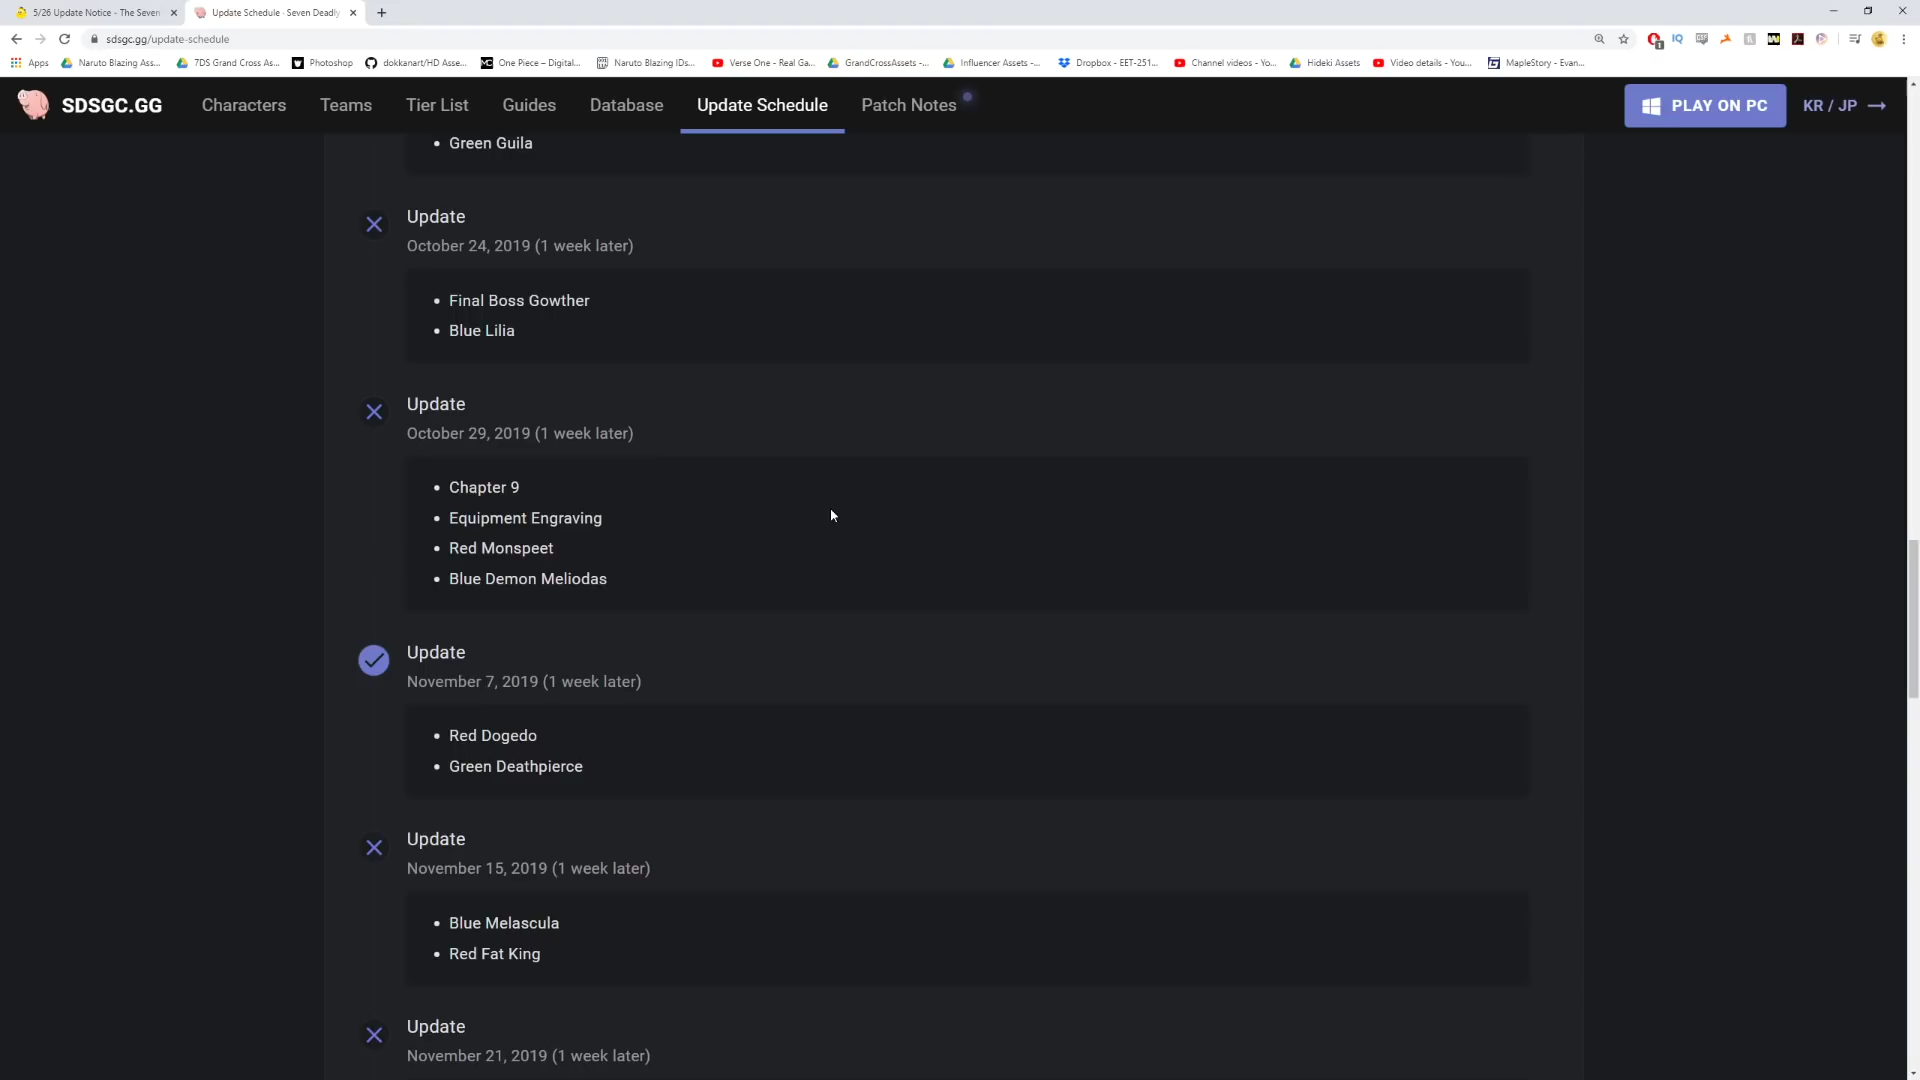 5/26 Update Notice - The Seven
Update Schedule · Seven Deadly
sdsgc.gg/update-schedule
Apps
Naruto Blazing Ass...
7DS Grand Cross As...
Photoshop
dokkanart/HD Asse...
One Piece – Digital...
Naruto Blazing IDs...
Verse One - Real Ga...
GrandCrossAssets -...
Influencer Assets -...
Dropbox - EET-251...
Channel videos - Yo...
Hideki Assets
Video details - You...
MapleStory - Evan...
SDSGC.GG
Characters
Teams
Tier List
Guides
Database
Update Schedule
Patch Notes
PLAY ON PC
KR / JP →
• Green Guila
Update
October 24, 2019 (1 week later)
• Final Boss Gowther
• Blue Lilia
Update
October 29, 2019 (1 week later)
• Chapter 9
• Equipment Engraving
• Red Monspeet
• Blue Demon Meliodas
Update
November 7, 2019 (1 week later)
• Red Dogedo
• Green Deathpierce
Update
November 15, 2019 (1 week later)
• Blue Melascula
• Red Fat King
Update
November 21, 2019 (1 week later)